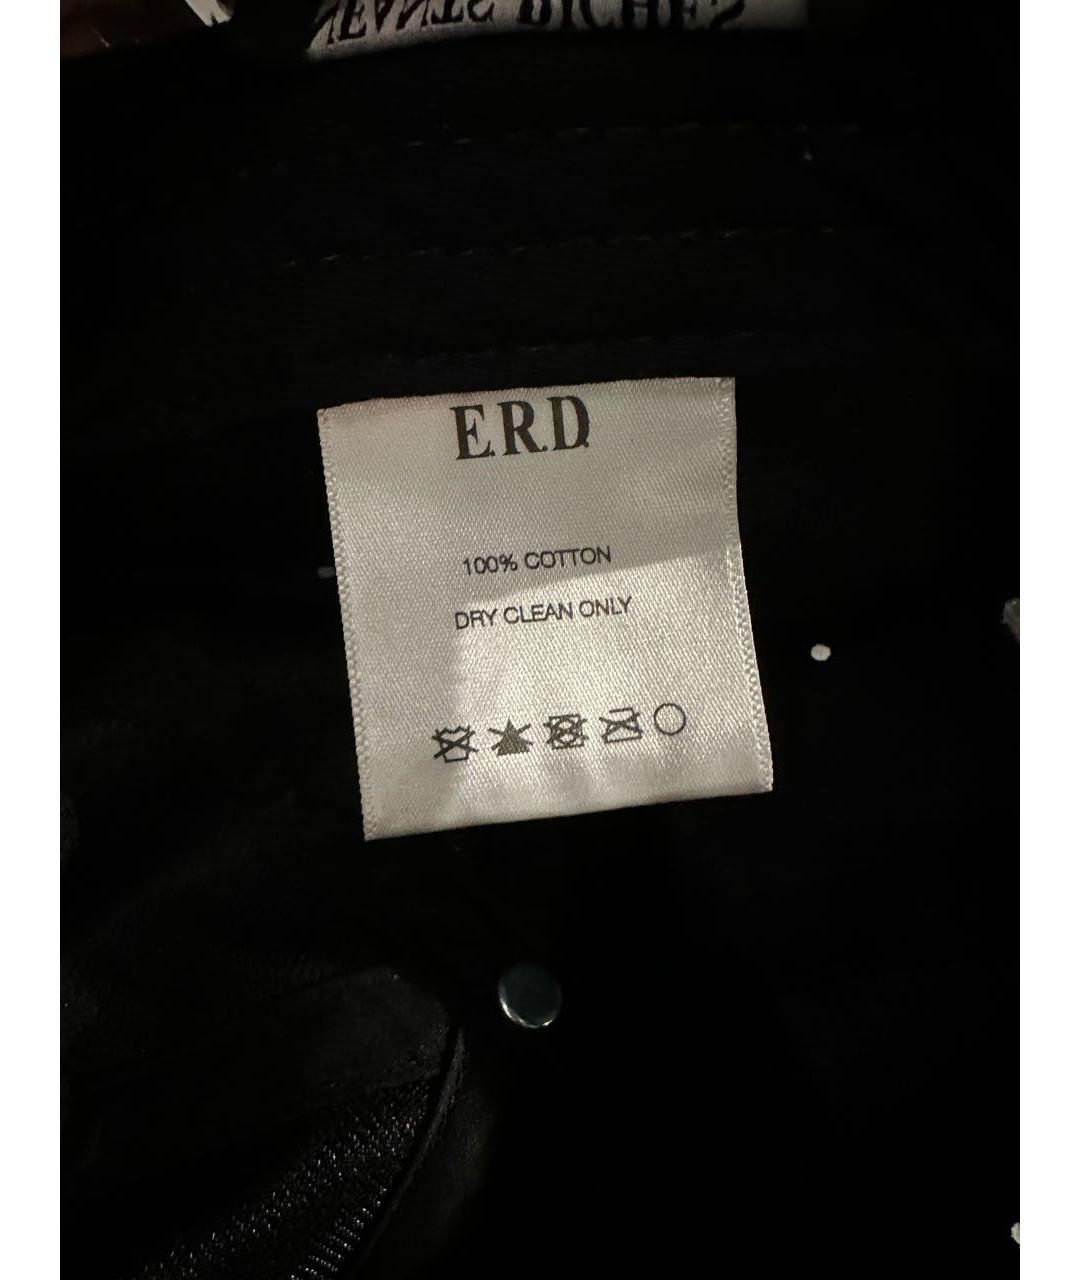 E.R.D.
100% COTTON
DRY CLEAN ONLY